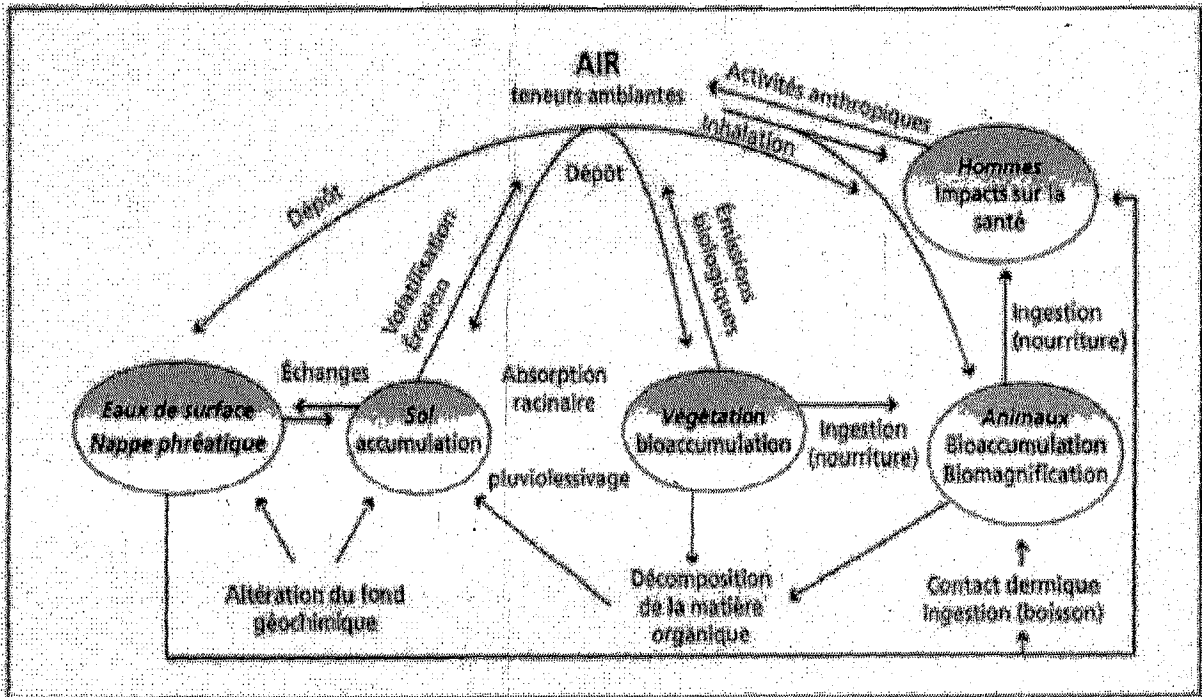 AIR
teneurs ambiantes
Activités anthropiques
Inhalation
Hommes
Impacts sur la
santé
Dépôt
Dépôt
Volatilisation
Érosion
Émissions
biologiques
Ingestion
(nourriture)
Échanges
Absorption
racinaire
Eaux de surface
Nappe phréatique
Sol
accumulation
Végétation
bioaccumulation
Ingestion
(nourriture)
Animaux
Bioaccumulation
Biomagnification
pluviolessivage
Altération du fond
géochimique
Décomposition
de la matière
organique
Contact dermique
Ingestion (boisson)